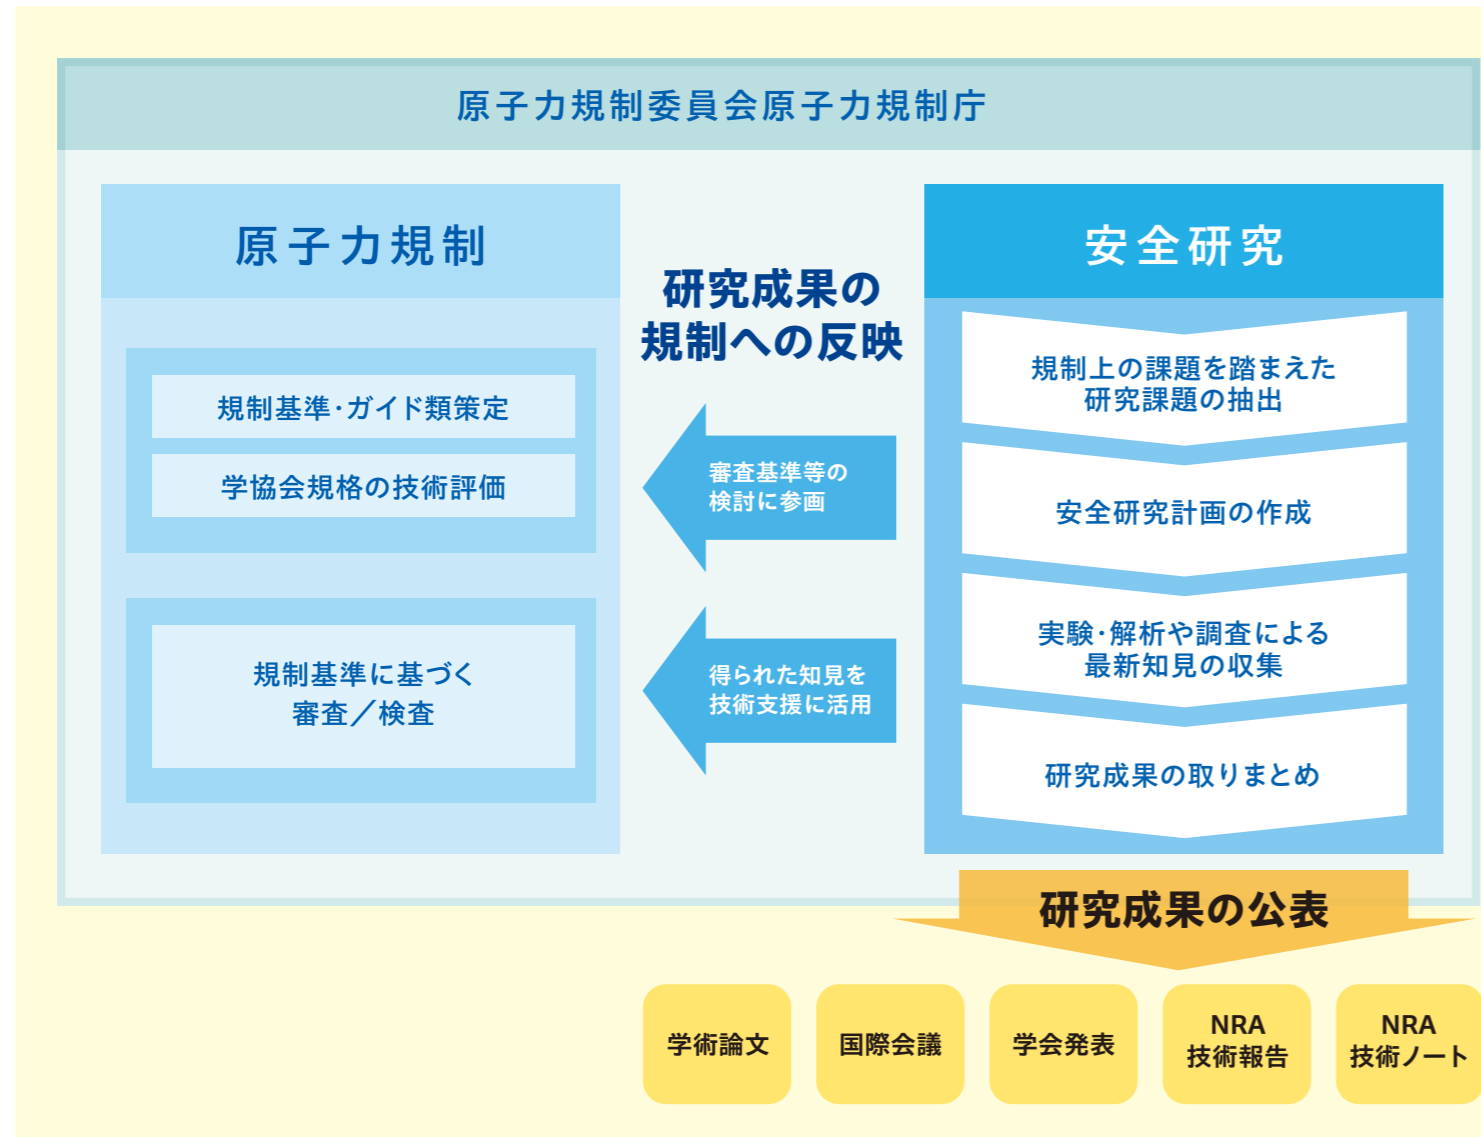 原子力規制委員会原子力規制庁
原子力規制
規制基準・ガイド類策定
学協会規格の技術評価
規制基準に基づく
審査／検査
研究成果の
規制への反映
審査基準等の
検討に参画
得られた知見を
技術支援に活用
安全研究
規制上の課題を踏まえた
研究課題の抽出
安全研究計画の作成
実験・解析や調査による
最新知見の収集
研究成果の取りまとめ
研究成果の公表
学術論文
国際会議
学会発表
NRA
技術報告
NRA
技術ノート